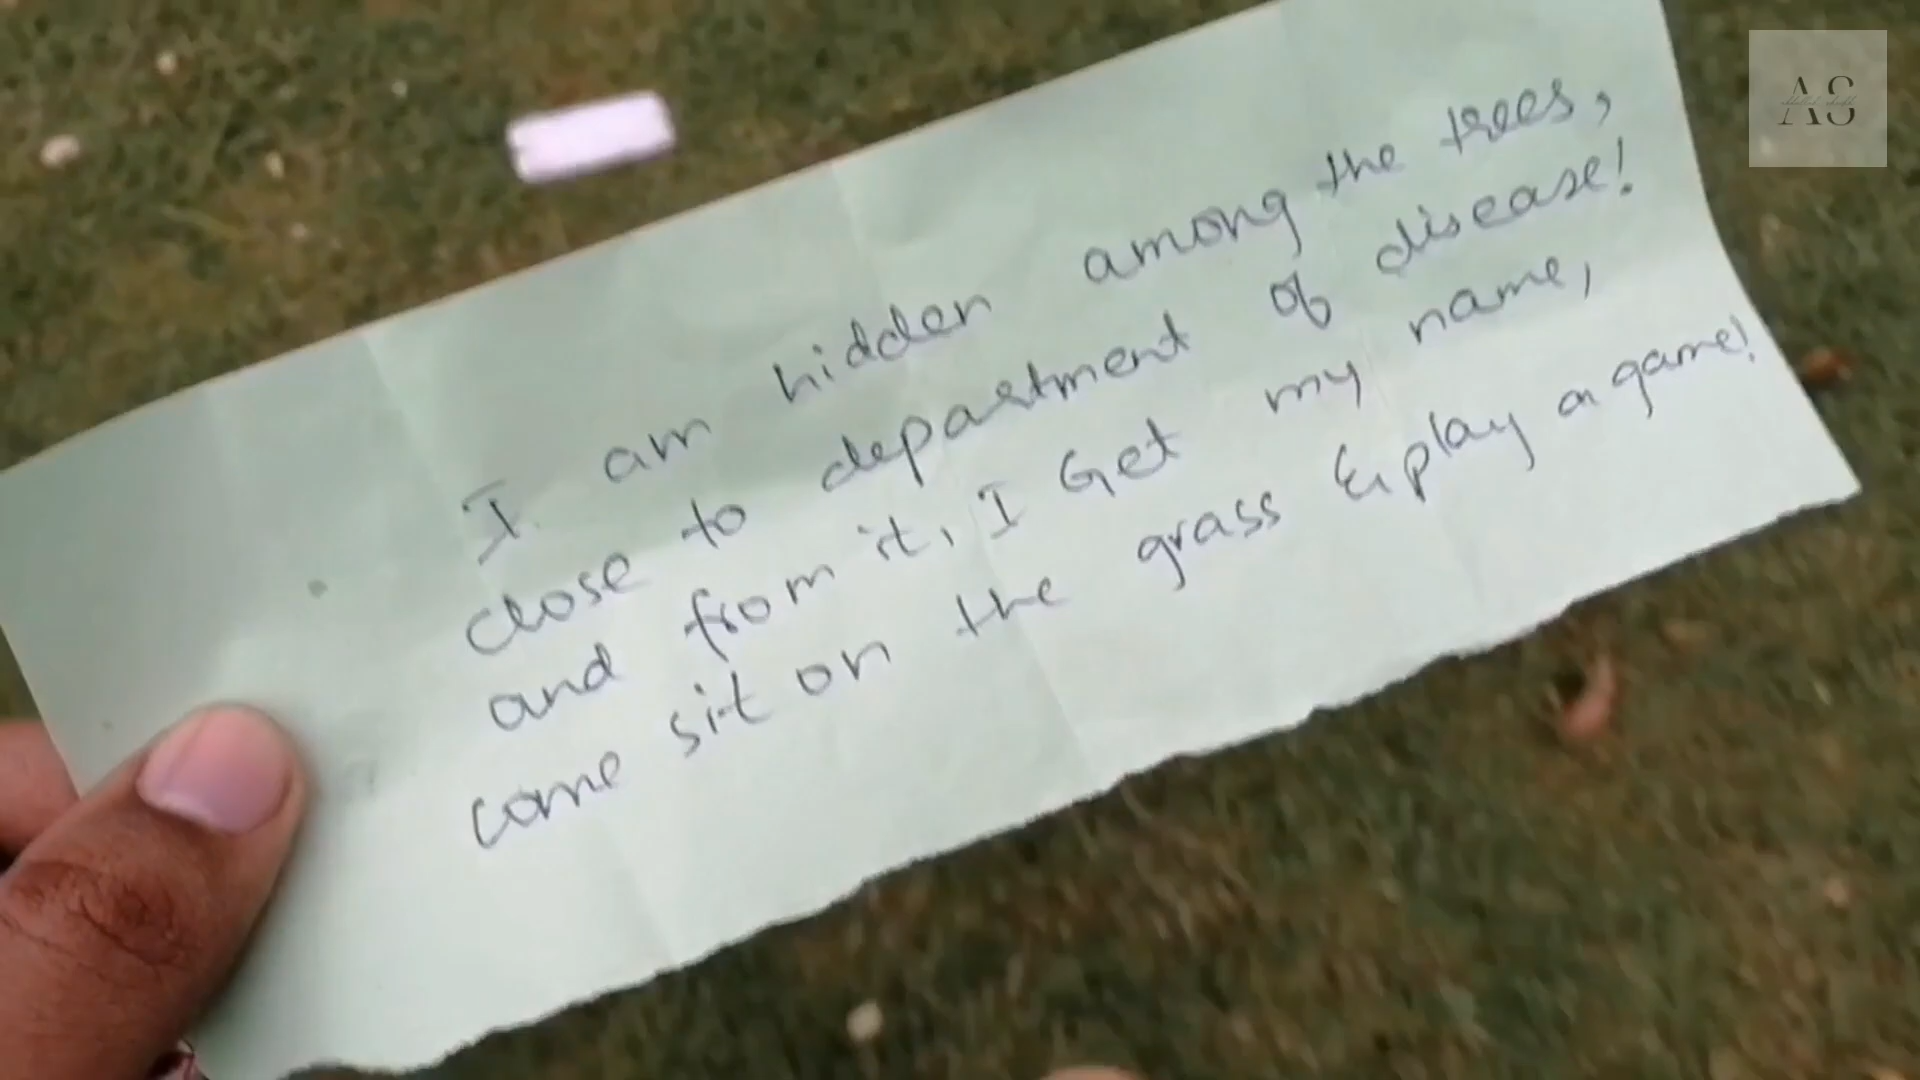 I am hidden among the trees,
close to department of disease!
and from it, I Get my name,
come sit on the grass & play a game!
AS